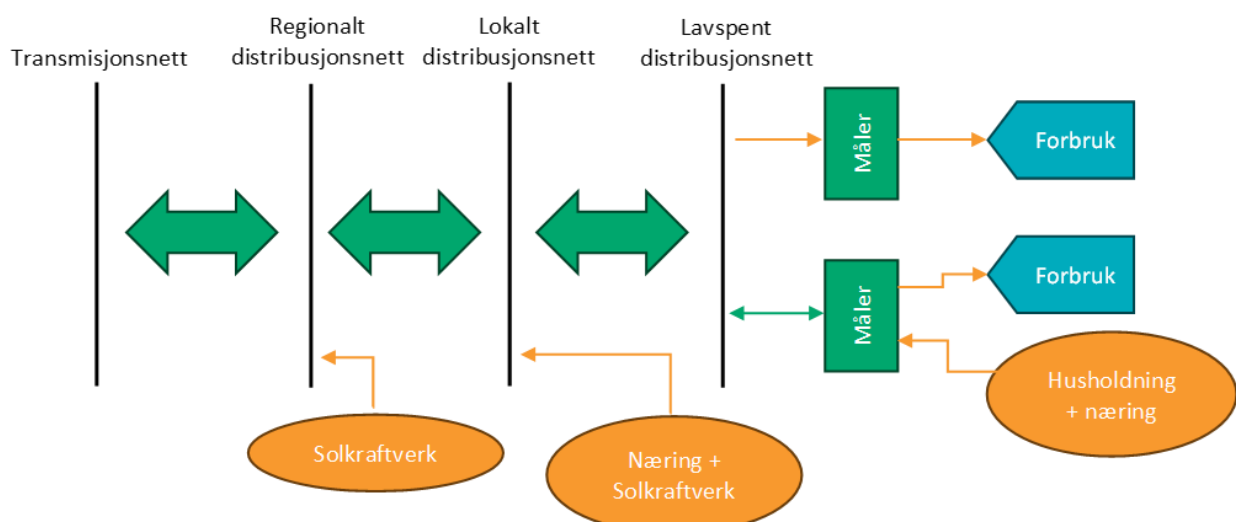 Transmisjonsnett
Regionalt
distribusjonsnett
Lokalt
distribusjonsnett
Lavspent
distribusjonsnett
Måler
Forbruk
Måler
Forbruk
Husholdning
+ næring
Solkraftverk
Næring +
Solkraftverk